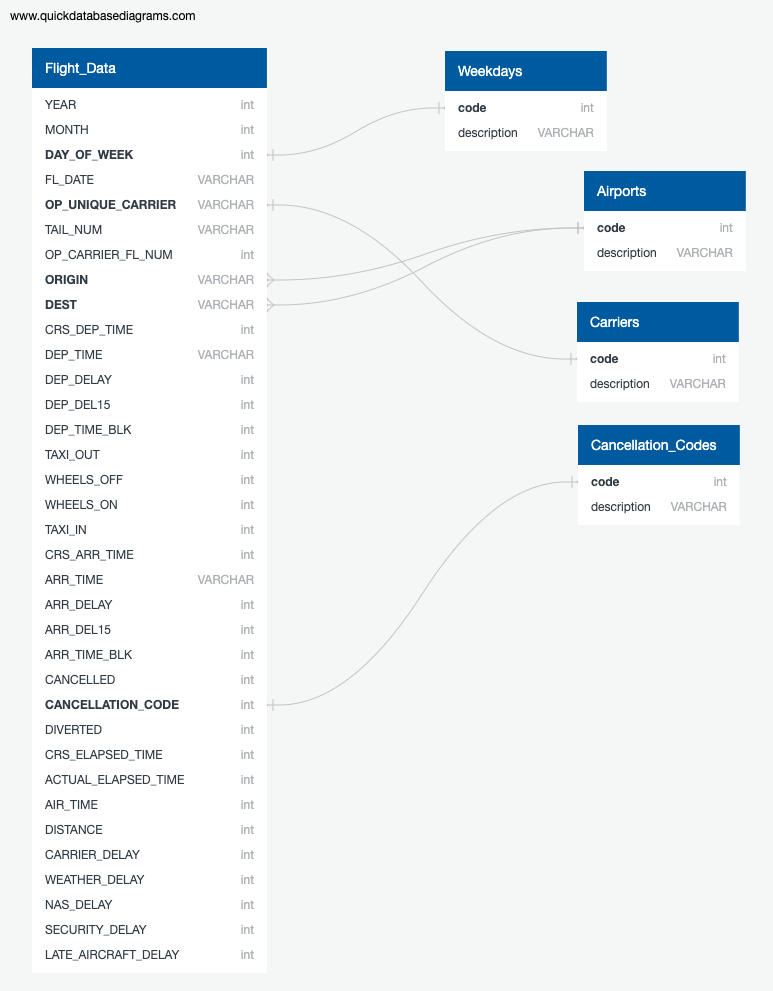 www.quickdatabasediagrams.com
Flight_Data
YEAR int
MONTH int
DAY_OF_WEEK int
FL_DATE VARCHAR
OP_UNIQUE_CARRIER VARCHAR
TAIL_NUM VARCHAR
OP_CARRIER_FL_NUM int
ORIGIN VARCHAR
DEST VARCHAR
CRS_DEP_TIME int
DEP_TIME VARCHAR
DEP_DELAY int
DEP_DEL15 int
DEP_TIME_BLK int
TAXI_OUT int
WHEELS_OFF int
WHEELS_ON int
TAXI_IN int
CRS_ARR_TIME int
ARR_TIME VARCHAR
ARR_DELAY int
ARR_DEL15 int
ARR_TIME_BLK int
CANCELLED int
CANCELLATION_CODE int
DIVERTED int
CRS_ELAPSED_TIME int
ACTUAL_ELAPSED_TIME int
AIR_TIME int
DISTANCE int
CARRIER_DELAY int
WEATHER_DELAY int
NAS_DELAY int
SECURITY_DELAY int
LATE_AIRCRAFT_DELAY int
Weekdays
code int
description VARCHAR
Airports
code int
description VARCHAR
Carriers
code int
description VARCHAR
Cancellation_Codes
code int
description VARCHAR